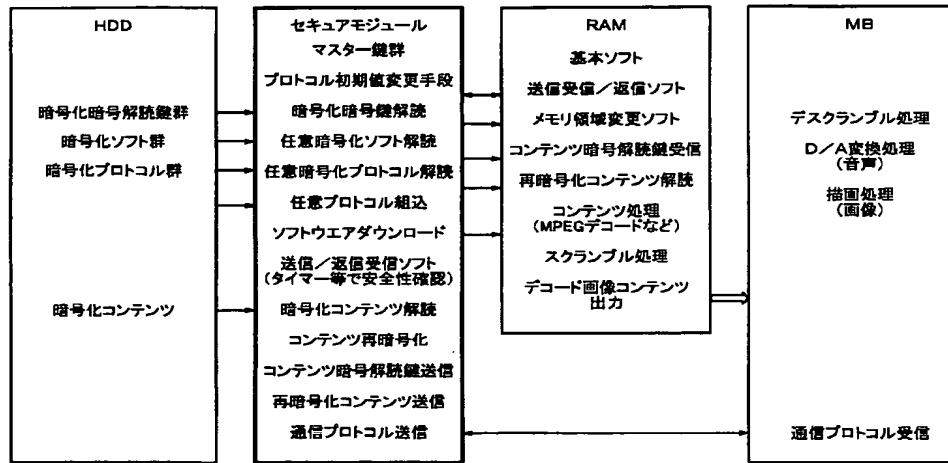 HDD
暗号化暗号解読鍵群
暗号化ソフト群
暗号化プロトコル群
暗号化コンテンツ
セキュアモジュール
マスター鍵群
プロトコル初期値変更手段
暗号化暗号鍵解読
任意暗号化ソフト解読
任意暗号化プロトコル解読
任意プロトコル組込
ソフトウエアダウンロード
送信/返信受信ソフト
(タイマー等で安全性確認)
暗号化コンテンツ解読
コンテンツ再暗号化
コンテンツ暗号解読鍵送信
再暗号化コンテンツ送信
通信プロトコル送信
RAM
基本ソフト
送信受信/返信ソフト
メモリ領域変更ソフト
コンテンツ暗号解読鍵受信
再暗号化コンテンツ解読
コンテンツ処理
(MPEGデコードなど)
スクランブル処理
デコード画像コンテンツ
出力
MB
デスクランブル処理
D/A変換処理
(音声)
描画処理
(画像)
通信プロトコル受信